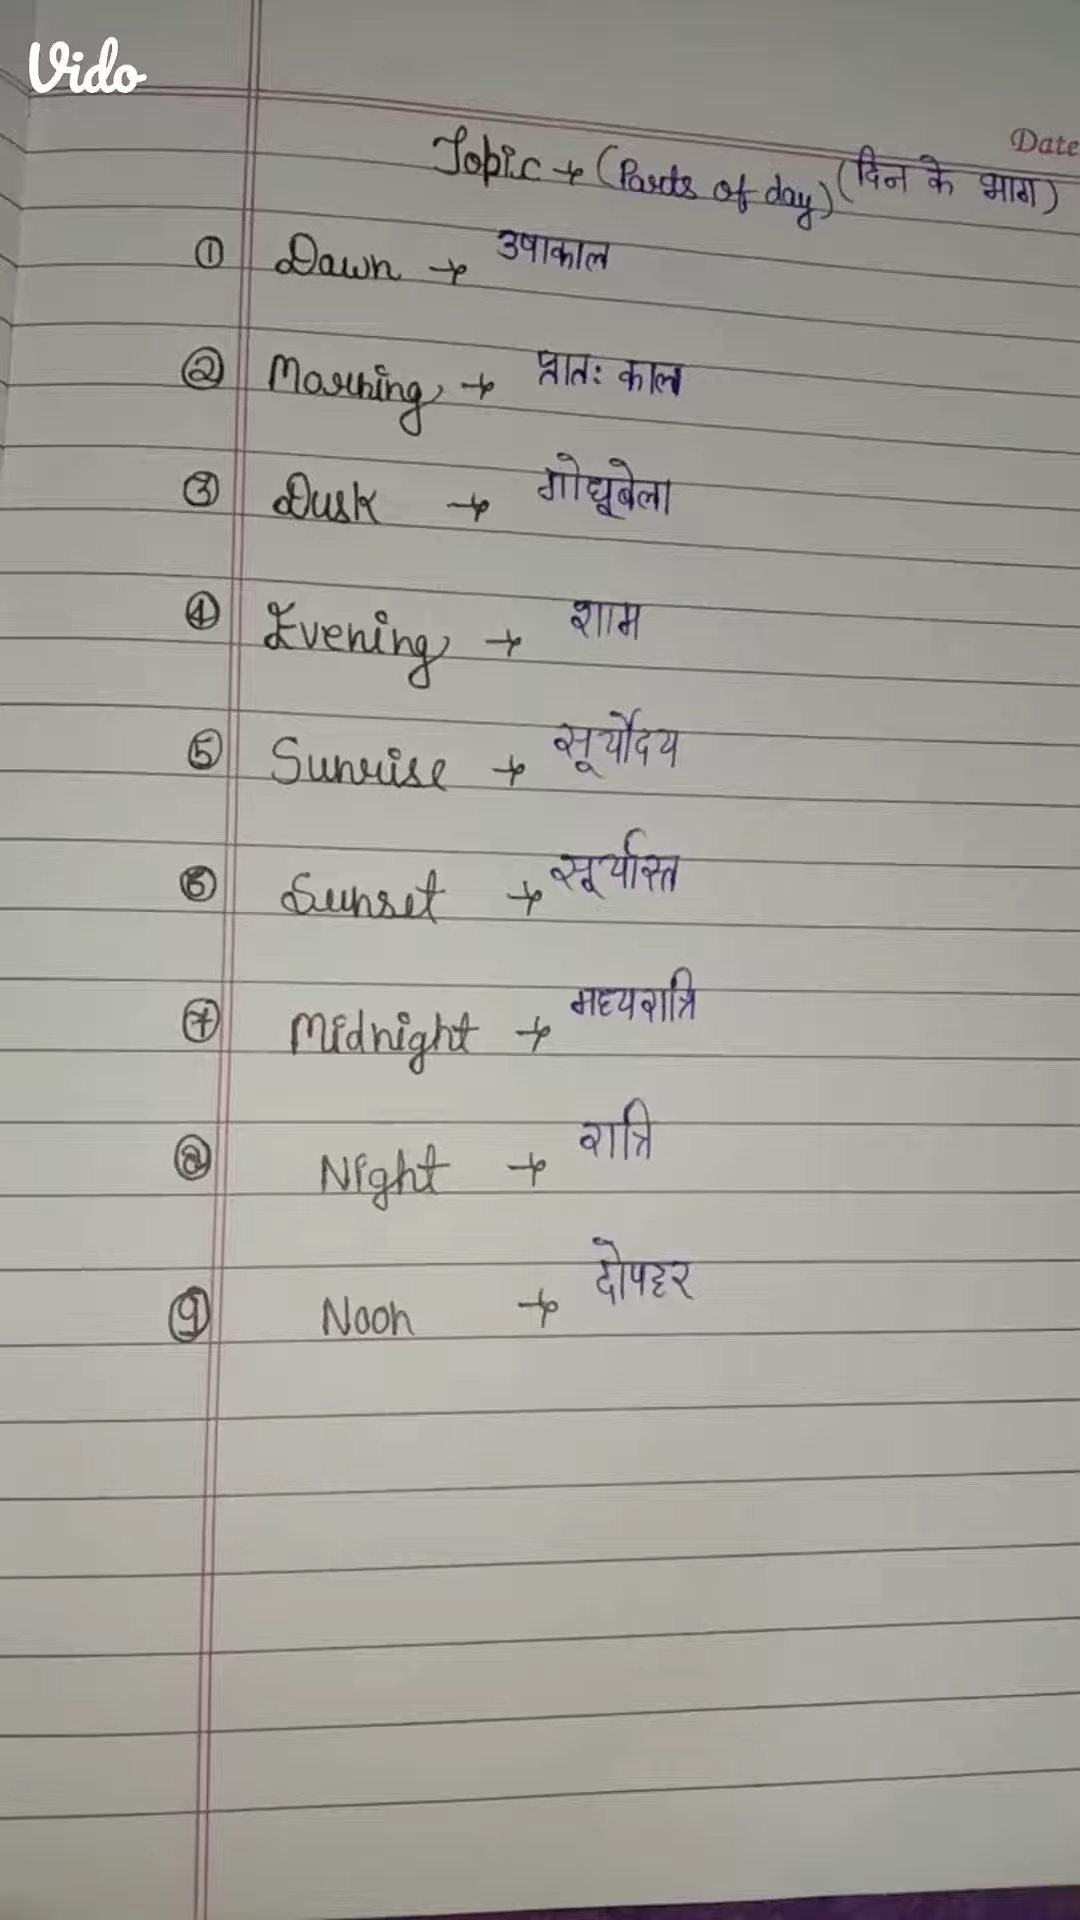 Vido
Date
Topic → (Parts of day) (दिन के भाग)
① Dawn → उषाकाल
② Morning → प्रातः काल
③ Dusk → गोधूबेला
④ Evening → शाम
⑤ Sunrise → सूर्योदय
⑥ Sunset → सूर्यास्त
⑦ Midnight → मध्यरात्रि
⑧ Night → रात्रि
⑨ Noon → दोपहर